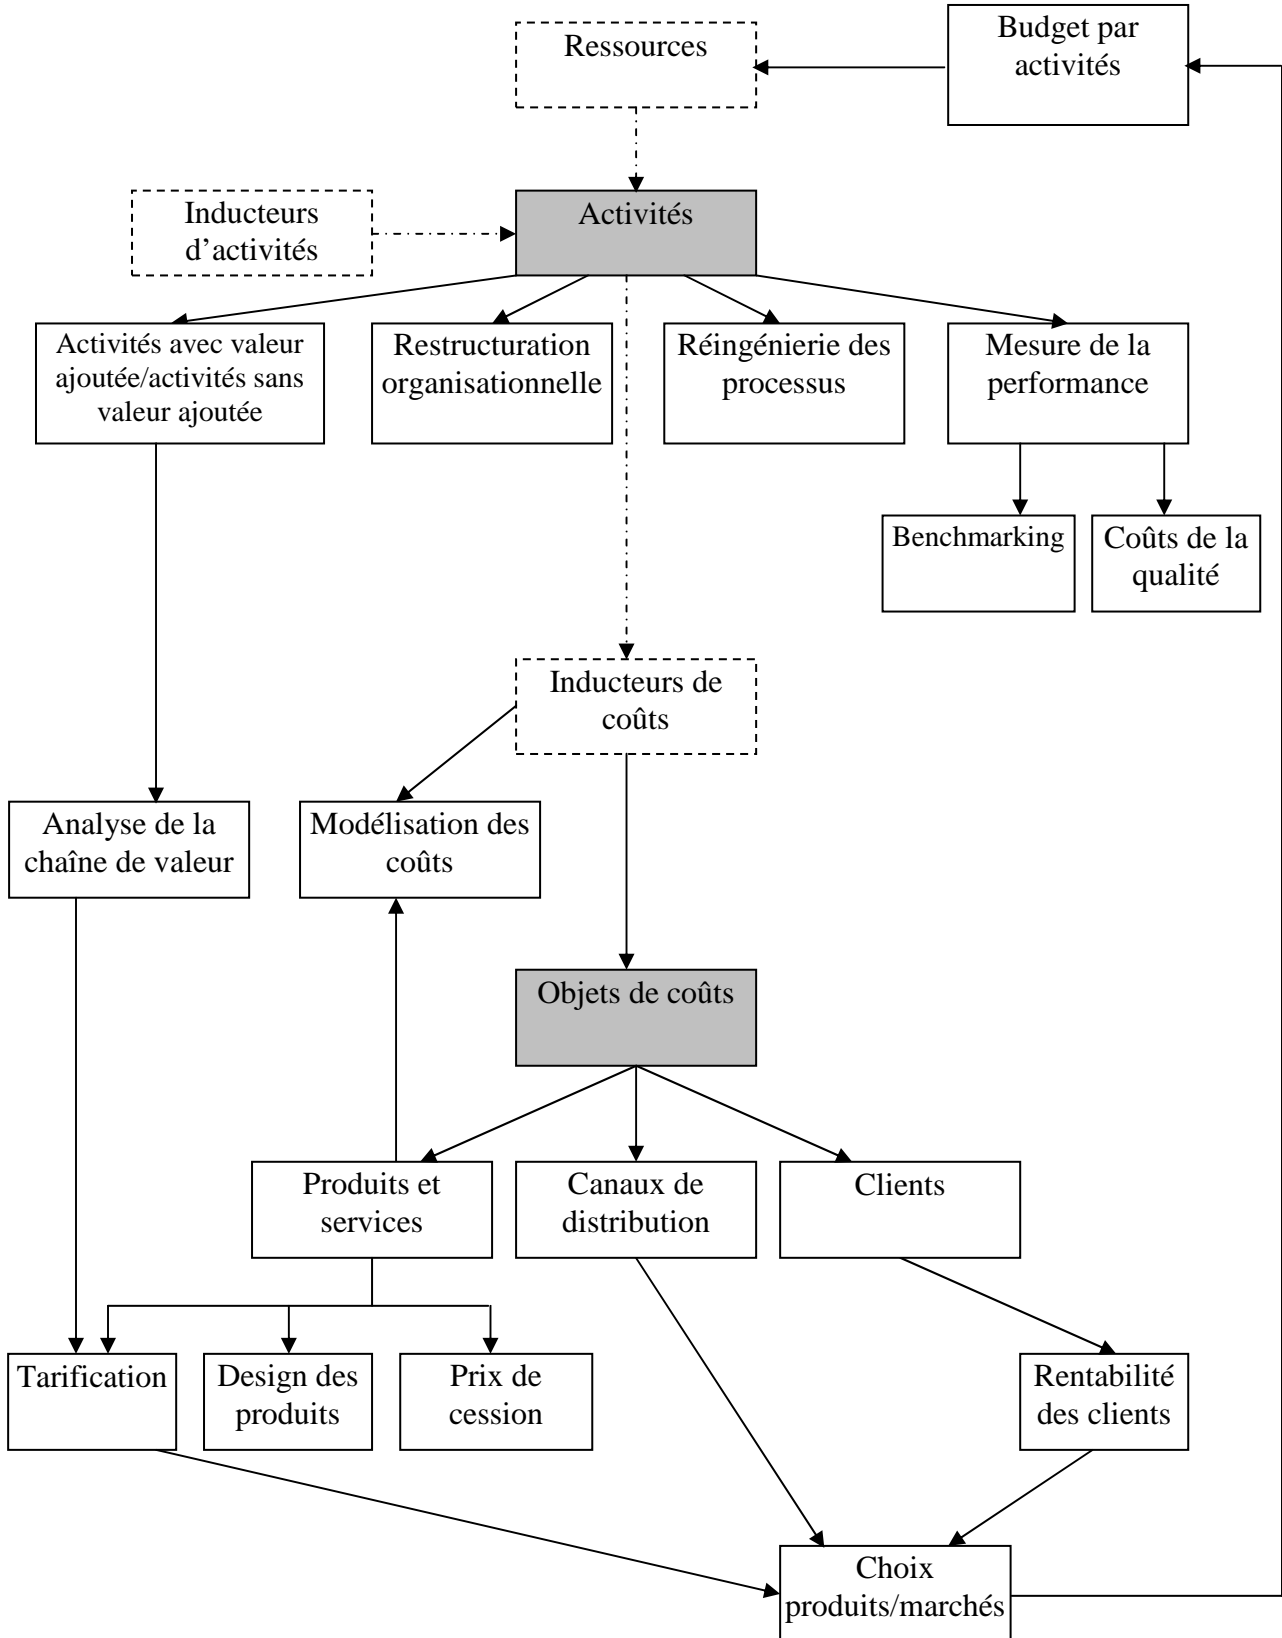 Ressources
Budget par
activités
Inducteurs
d’activités
Activités
Activités avec valeur
ajoutée/activités sans
valeur ajoutée
Restructuration
organisationnelle
Réingénierie des
processus
Mesure de la
performance
Benchmarking
Coûts de la
qualité
Inducteurs de
coûts
Analyse de la
chaîne de valeur
Modélisation des
coûts
Objets de coûts
Produits et
services
Canaux de
distribution
Clients
Tarification
Design des
produits
Prix de
cession
Rentabilité
des clients
Choix
produits/marchés